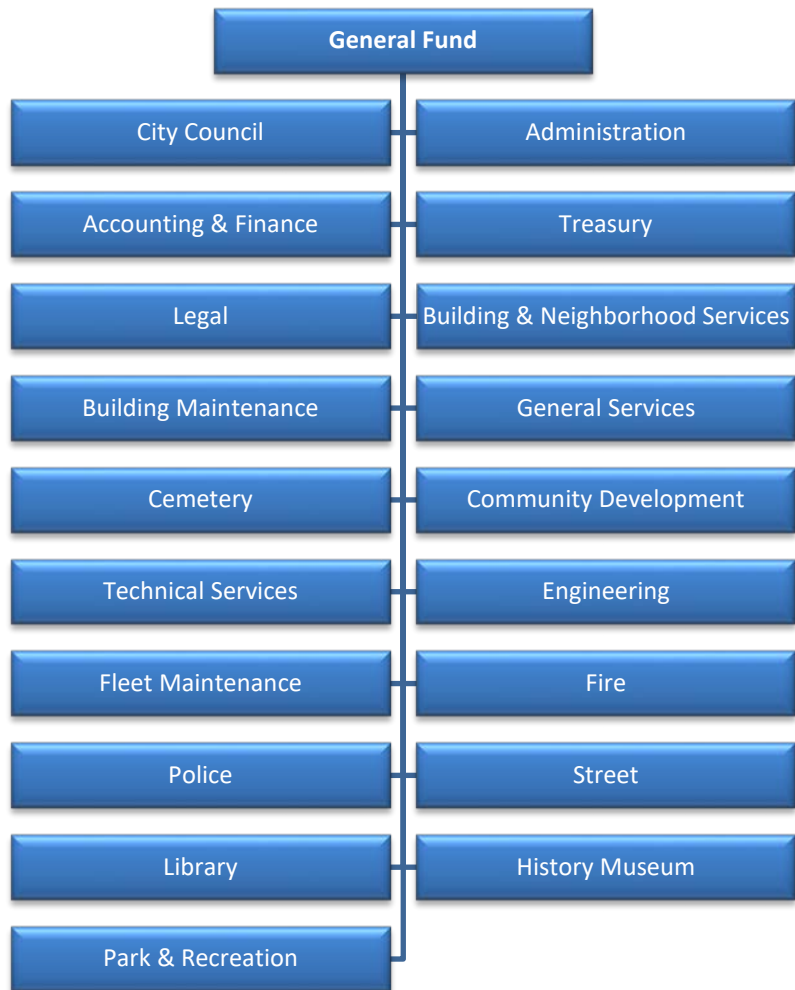 General Fund
City Council
Administration
Accounting & Finance
Treasury
Legal
Building & Neighborhood Services
Building Maintenance
General Services
Cemetery
Community Development
Technical Services
Engineering
Fleet Maintenance
Fire
Police
Street
Library
History Museum
Park & Recreation